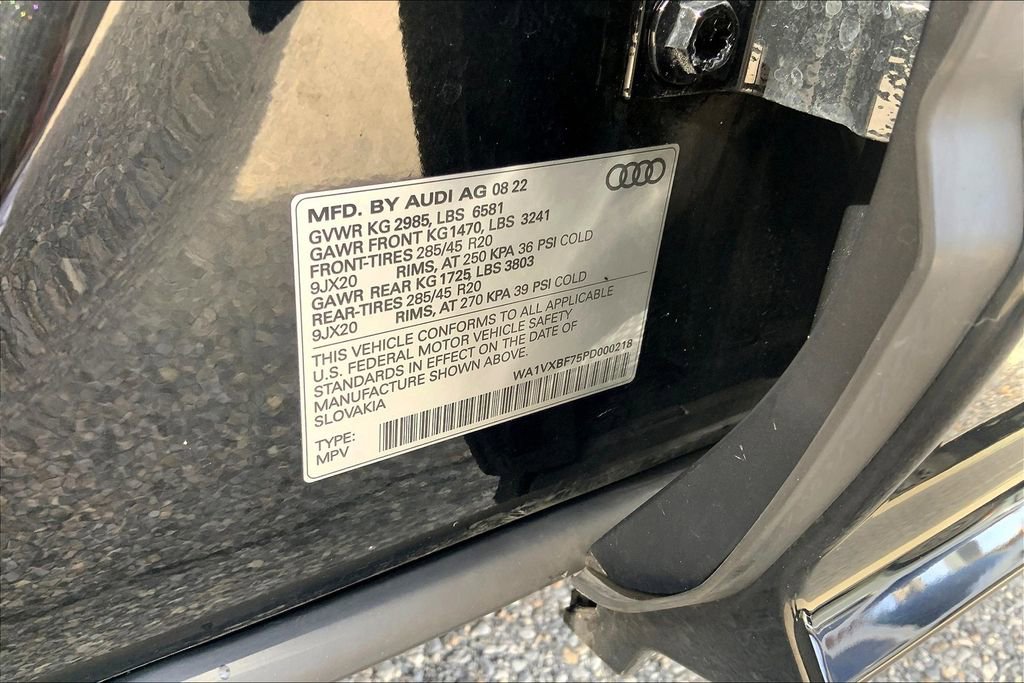 MFD. BY AUDI AG 08 22
GVWR KG 2985, LBS 6581
GAWR FRONT KG1470, LBS 3241
FRONT-TIRES 285/45 R20
9JX20 RIMS, AT 250 KPA 36 PSI COLD
GAWR REAR KG 1725, LBS 3803
REAR-TIRES 285/45 R20
9JX20 RIMS, AT 270 KPA 39 PSI COLD
THIS VEHICLE CONFORMS TO ALL APPLICABLE
U.S. FEDERAL MOTOR VEHICLE SAFETY
STANDARDS IN EFFECT ON THE DATE OF
MANUFACTURE SHOWN ABOVE.
SLOVAKIA
WA1VXBF75PD000218
TYPE:
MPV